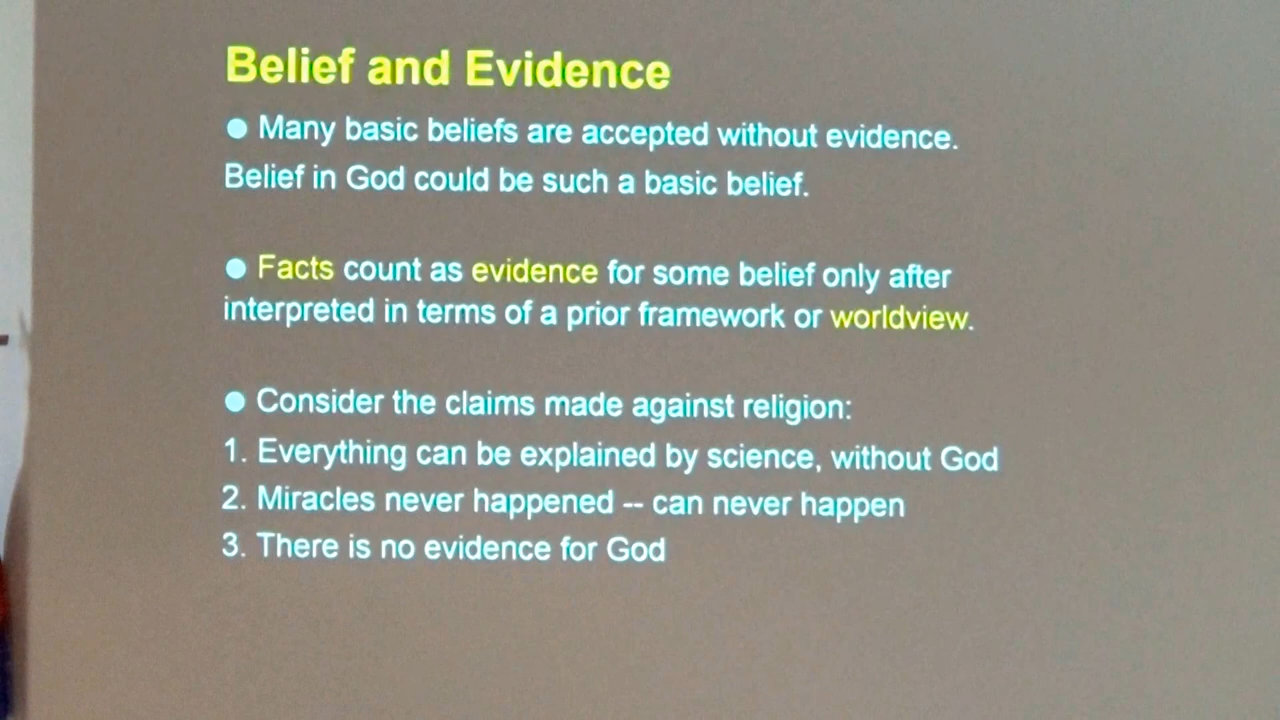 Belief and Evidence
● Many basic beliefs are accepted without evidence.
Belief in God could be such a basic belief.
● Facts count as evidence for some belief only after
interpreted in terms of a prior framework or worldview.
● Consider the claims made against religion:
1. Everything can be explained by science, without God
2. Miracles never happened -- can never happen
3. There is no evidence for God